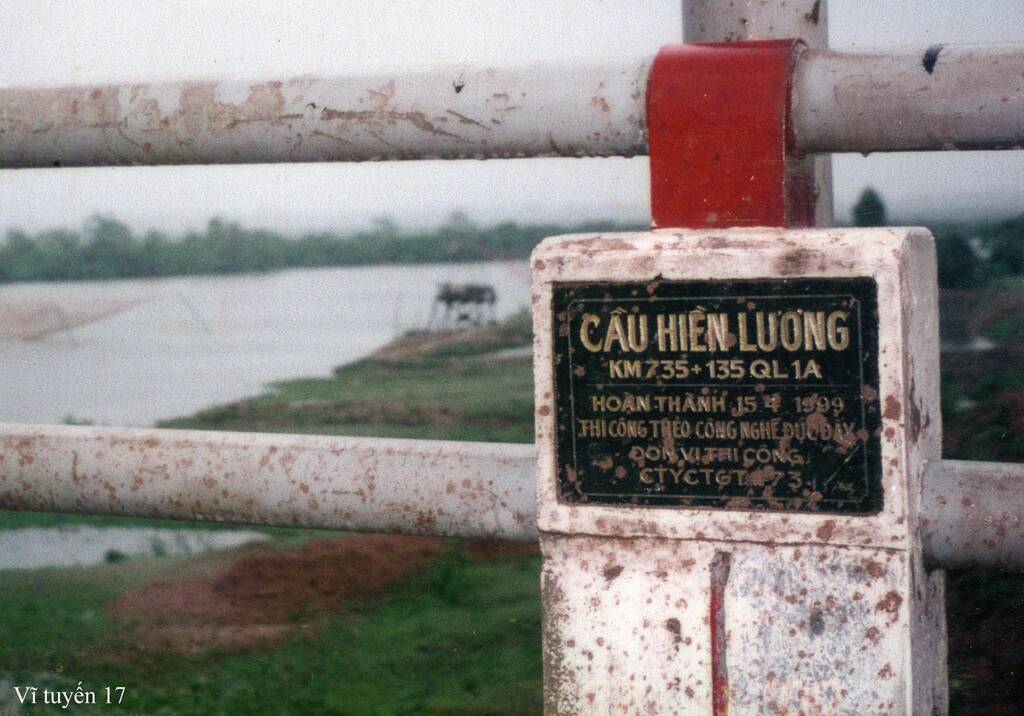 CẦU HIỀN LƯƠNG
KM 735+135 QL 1A
HOÀN THÀNH 15 4 1999
THI CÔNG THEO CÔNG NGHỆ ĐÚC ĐẨY
ĐƠN VỊ THI CÔNG
CTYCTGT 73
Vĩ tuyến 17